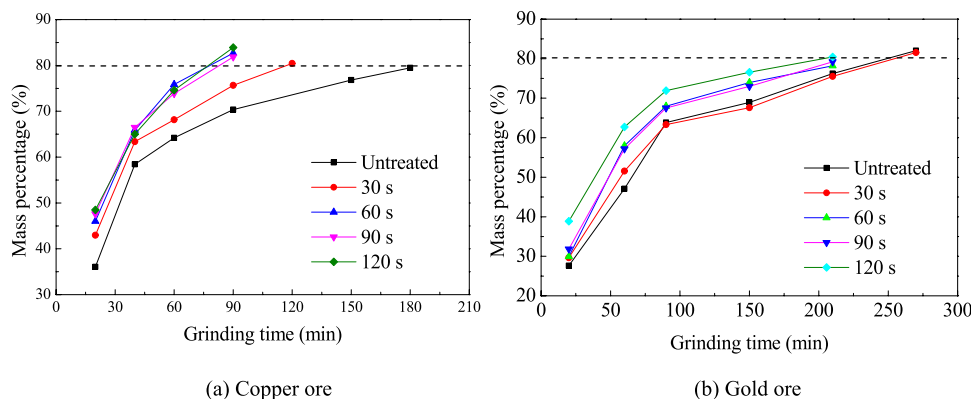 90
80
70
60
50
40
30
Mass percentage (%)
Untreated
30 s
60 s
90 s
120 s
0 30 60 90 120 150 180 210
Grinding time (min)
(a) Copper ore
90
80
70
60
50
40
30
20
Mass percentage (%)
Untreated
30 s
60 s
90 s
120 s
0 50 100 150 200 250 300
Grinding time (min)
(b) Gold ore